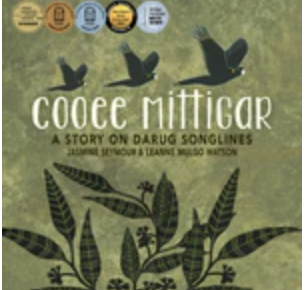 cooee mittigar
A STORY ON DARUG SONGLINES
JASMINE SEYMOUR & LEANNE MULGO WATSON